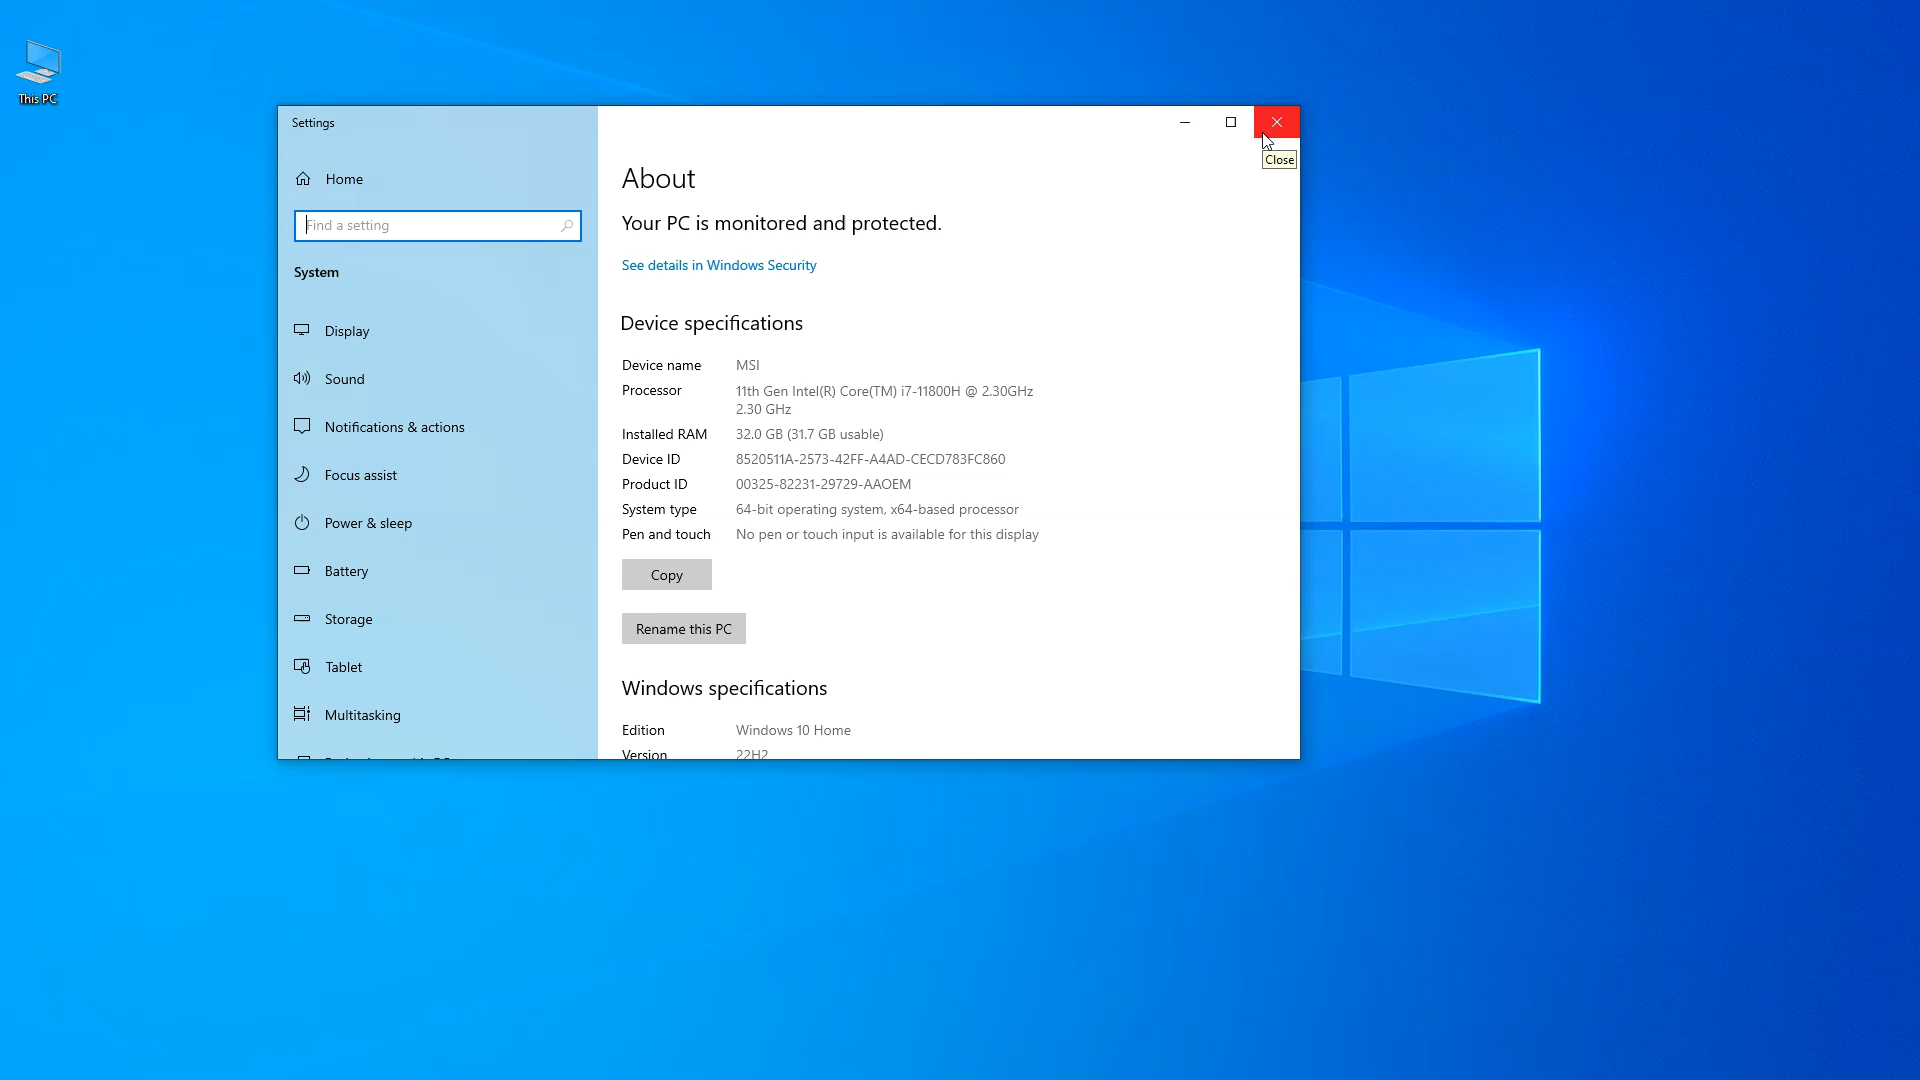 This PC
Settings
Close
Home
Find a setting
System
Display
Sound
Notifications & actions
Focus assist
Power & sleep
Battery
Storage
Tablet
Multitasking
About
Your PC is monitored and protected.
See details in Windows Security
Device specifications
Device name MSI
Processor 11th Gen Intel(R) Core(TM) i7-11800H @ 2.30GHz
2.30 GHz
Installed RAM 32.0 GB (31.7 GB usable)
Device ID 8520511A-2573-42FF-A4AD-CECD783FC860
Product ID 00325-82231-29729-AAOEM
System type 64-bit operating system, x64-based processor
Pen and touch No pen or touch input is available for this display
Copy
Rename this PC
Windows specifications
Edition Windows 10 Home
Version 22H2